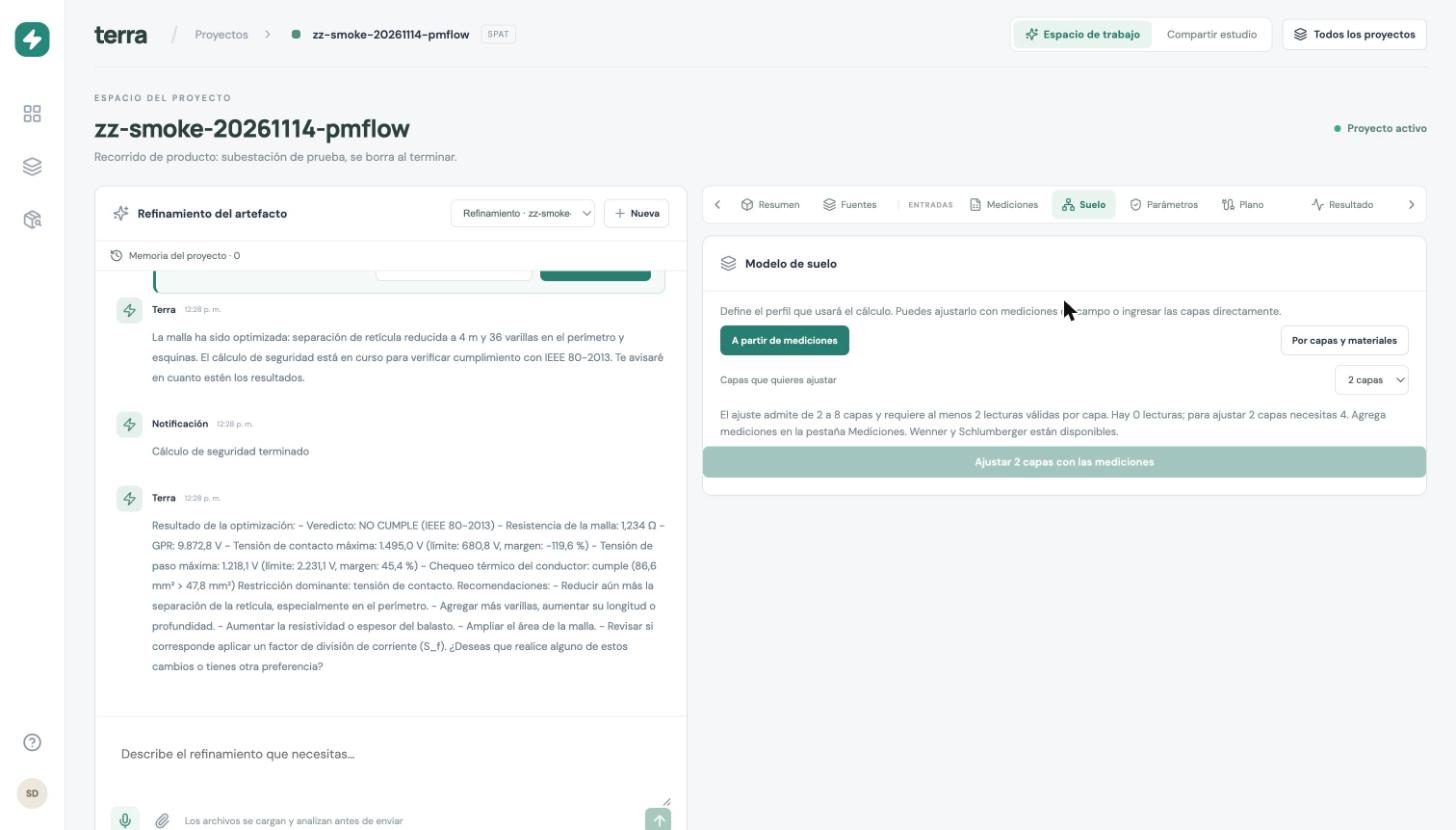 terra / Proyectos > zz-smoke-20261114-pmflow SPAT
Espacio de trabajo
Compartir estudio
Todos los proyectos
ESPACIO DEL PROYECTO
zz-smoke-20261114-pmflow
Proyecto activo
Recorrido de producto: subestación de prueba, se borra al terminar.
Refinamiento del artefacto
Refinamiento · zz-smoke-
+ Nueva
Memoria del proyecto · 0
Terra 12:28 p. m.
La malla ha sido optimizada: separación de retícula reducida a 4 m y 36 varillas en el perímetro y
esquinas. El cálculo de seguridad está en curso para verificar cumplimiento con IEEE 80-2013. Te avisaré
en cuanto estén los resultados.
Notificación 12:28 p. m.
Cálculo de seguridad terminado
Terra 12:28 p. m.
Resultado de la optimización: - Veredicto: NO CUMPLE (IEEE 80-2013) - Resistencia de la malla: 1,234 Ω -
GPR: 9.872,8 V - Tensión de contacto máxima: 1.495,0 V (límite: 680,8 V, margen: -119,6 %) - Tensión de
paso máxima: 1.218,1 V (límite: 2.231,1 V, margen: 45,4 %) - Chequeo térmico del conductor: cumple (86,6
mm² > 47,8 mm²) Restricción dominante: tensión de contacto. Recomendaciones: - Reducir aún más la
separación de la retícula, especialmente en el perímetro. - Agregar más varillas, aumentar su longitud o
profundidad. - Aumentar la resistividad o espesor del balasto. - Ampliar el área de la malla. - Revisar si
corresponde aplicar un factor de división de corriente (S_f). ¿Deseas que realice alguno de estos
cambios o tienes otra preferencia?
Describe el refinamiento que necesitas...
Los archivos se cargan y analizan antes de enviar
SD
Resumen
Fuentes
ENTRADAS
Mediciones
Suelo
Parámetros
Plano
Resultado
Modelo de suelo
Define el perfil que usará el cálculo. Puedes ajustarlo con mediciones campo o ingresar las capas directamente.
A partir de mediciones
Por capas y materiales
Capas que quieres ajustar
2 capas
El ajuste admite de 2 a 8 capas y requiere al menos 2 lecturas válidas por capa. Hay 0 lecturas; para ajustar 2 capas necesitas 4. Agrega
mediciones en la pestaña Mediciones. Wenner y Schlumberger están disponibles.
Ajustar 2 capas con las mediciones